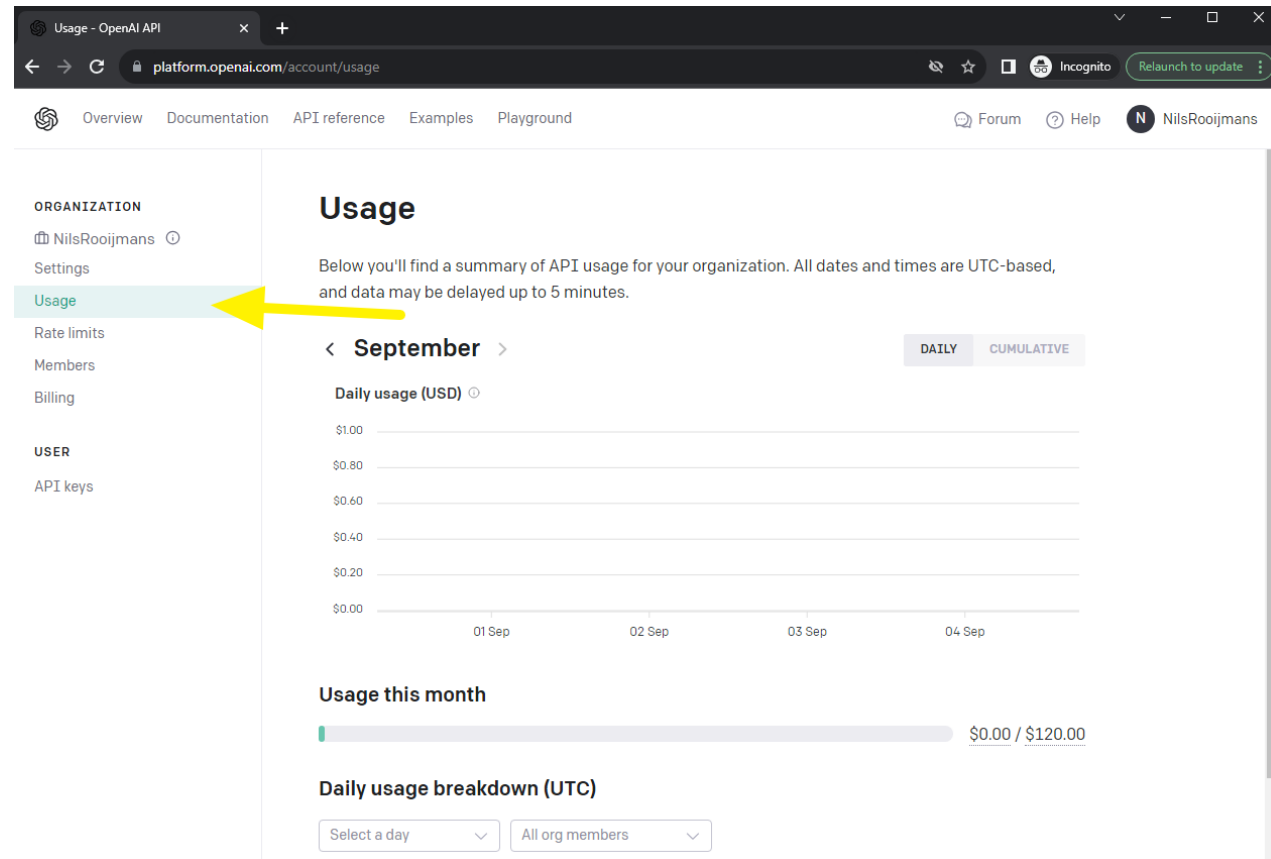 Usage - OpenAI API
platform.openai.com/account/usage
Incognito
Relaunch to update
Overview
Documentation
API reference
Examples
Playground
Forum
Help
N
NilsRooijmans
ORGANIZATION
NilsRooijmans
Settings
Usage
Rate limits
Members
Billing
USER
API keys
Usage
Below you'll find a summary of API usage for your organization. All dates and times are UTC-based,
and data may be delayed up to 5 minutes.
September
DAILY
CUMULATIVE
Daily usage (USD)
$1.00
$0.80
$0.60
$0.40
$0.20
$0.00
01 Sep
02 Sep
03 Sep
04 Sep
Usage this month
$0.00 / $120.00
Daily usage breakdown (UTC)
Select a day
All org members